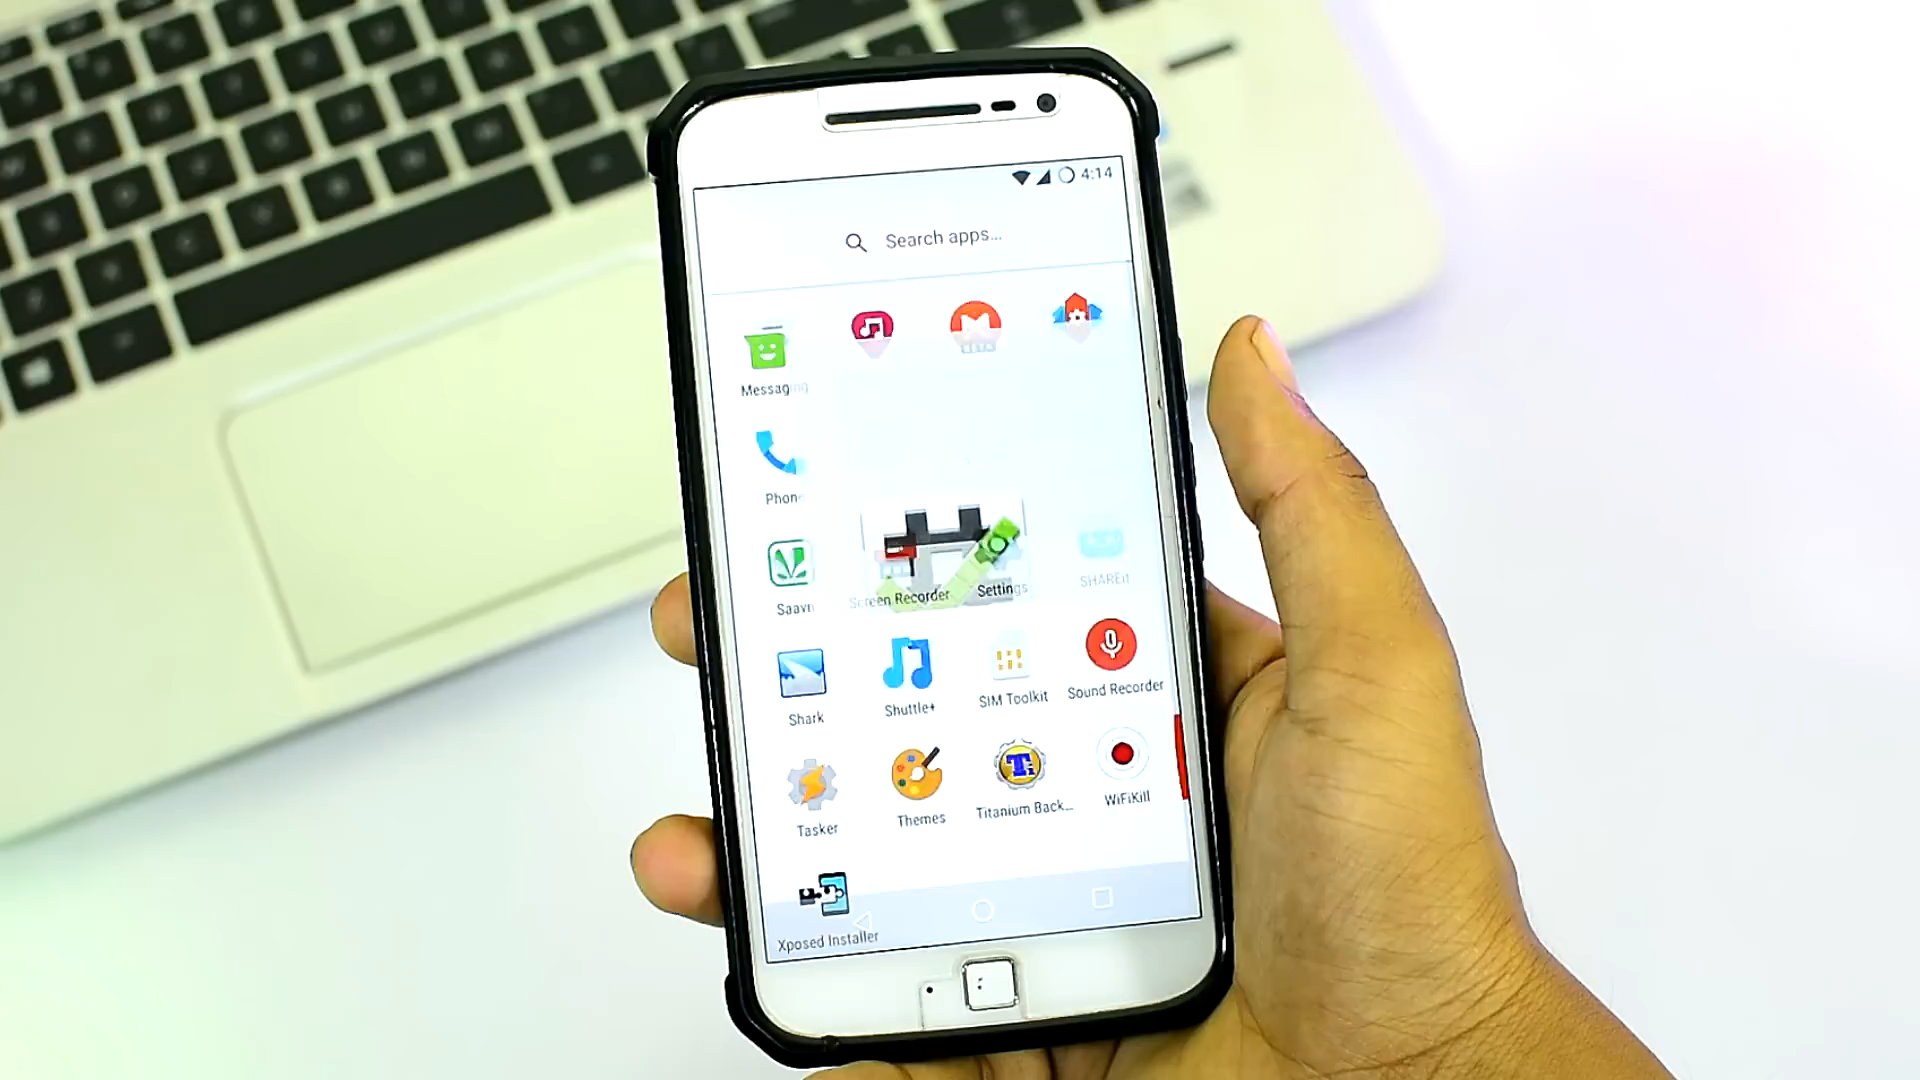 4:14
Search apps...
BETA
Messaging
Phone
Saavn
Screen Recorder
Settings
SHAREit
Shark
Shuttle+
SIM Toolkit
Sound Recorder
Tasker
Themes
Titanium Back...
WiFiKill
Xposed Installer